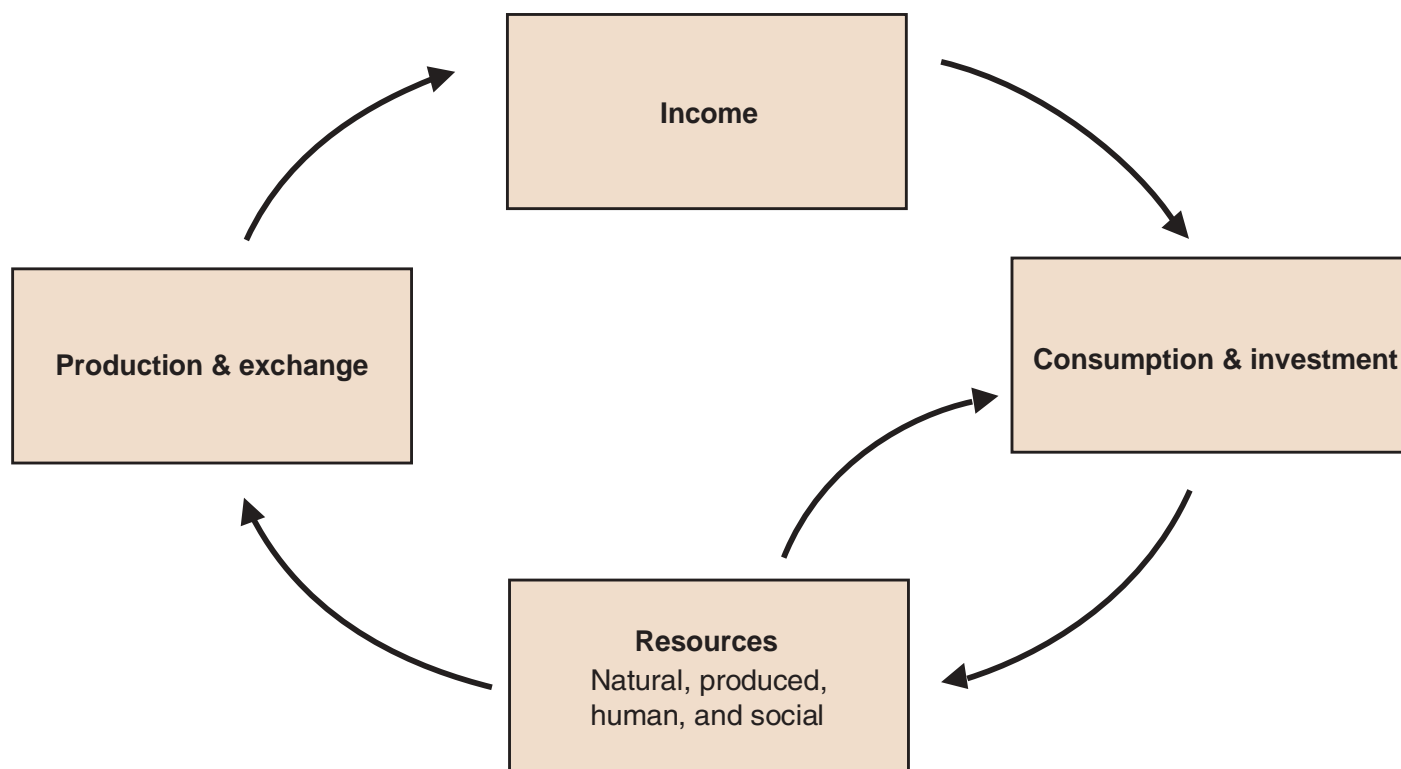 Income
Production & exchange
Consumption & investment
Resources
Natural, produced,
human, and social